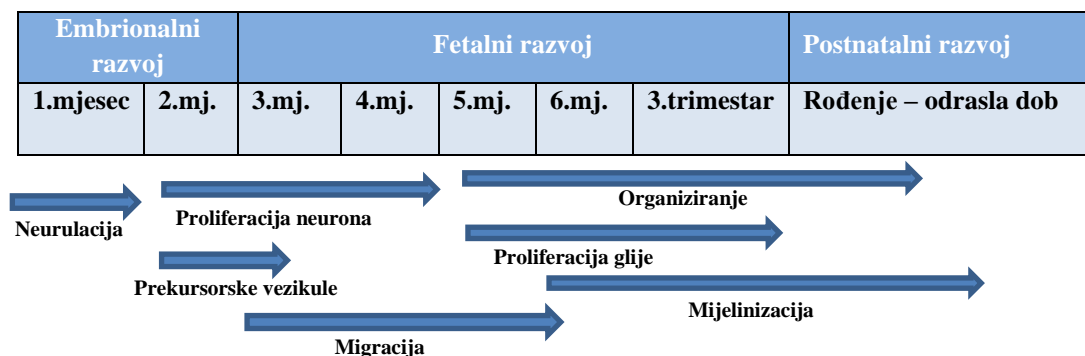 Embrionalni
razvoj
Fetalni razvoj
Postnatalni razvoj
1.mjesec
2.mj.
3.mj.
4.mj.
5.mj.
6.mj.
3.trimestar
Rođenje – odrasla dob
Neurulacija
Proliferacija neurona
Organiziranje
Prekursorske vezikule
Proliferacija glije
Migracija
Mijelinizacija